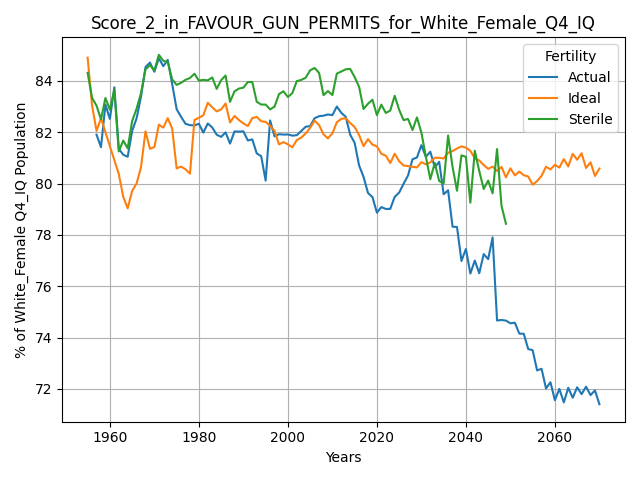 Score_2_in_FAVOUR_GUN_PERMITS_for_White_Female_Q4_IQ
Fertility
Actual
Ideal
Sterile
% of White_Female Q4_IQ Population
84
82
80
78
76
74
72
1960
1980
2000
2020
2040
2060
Years